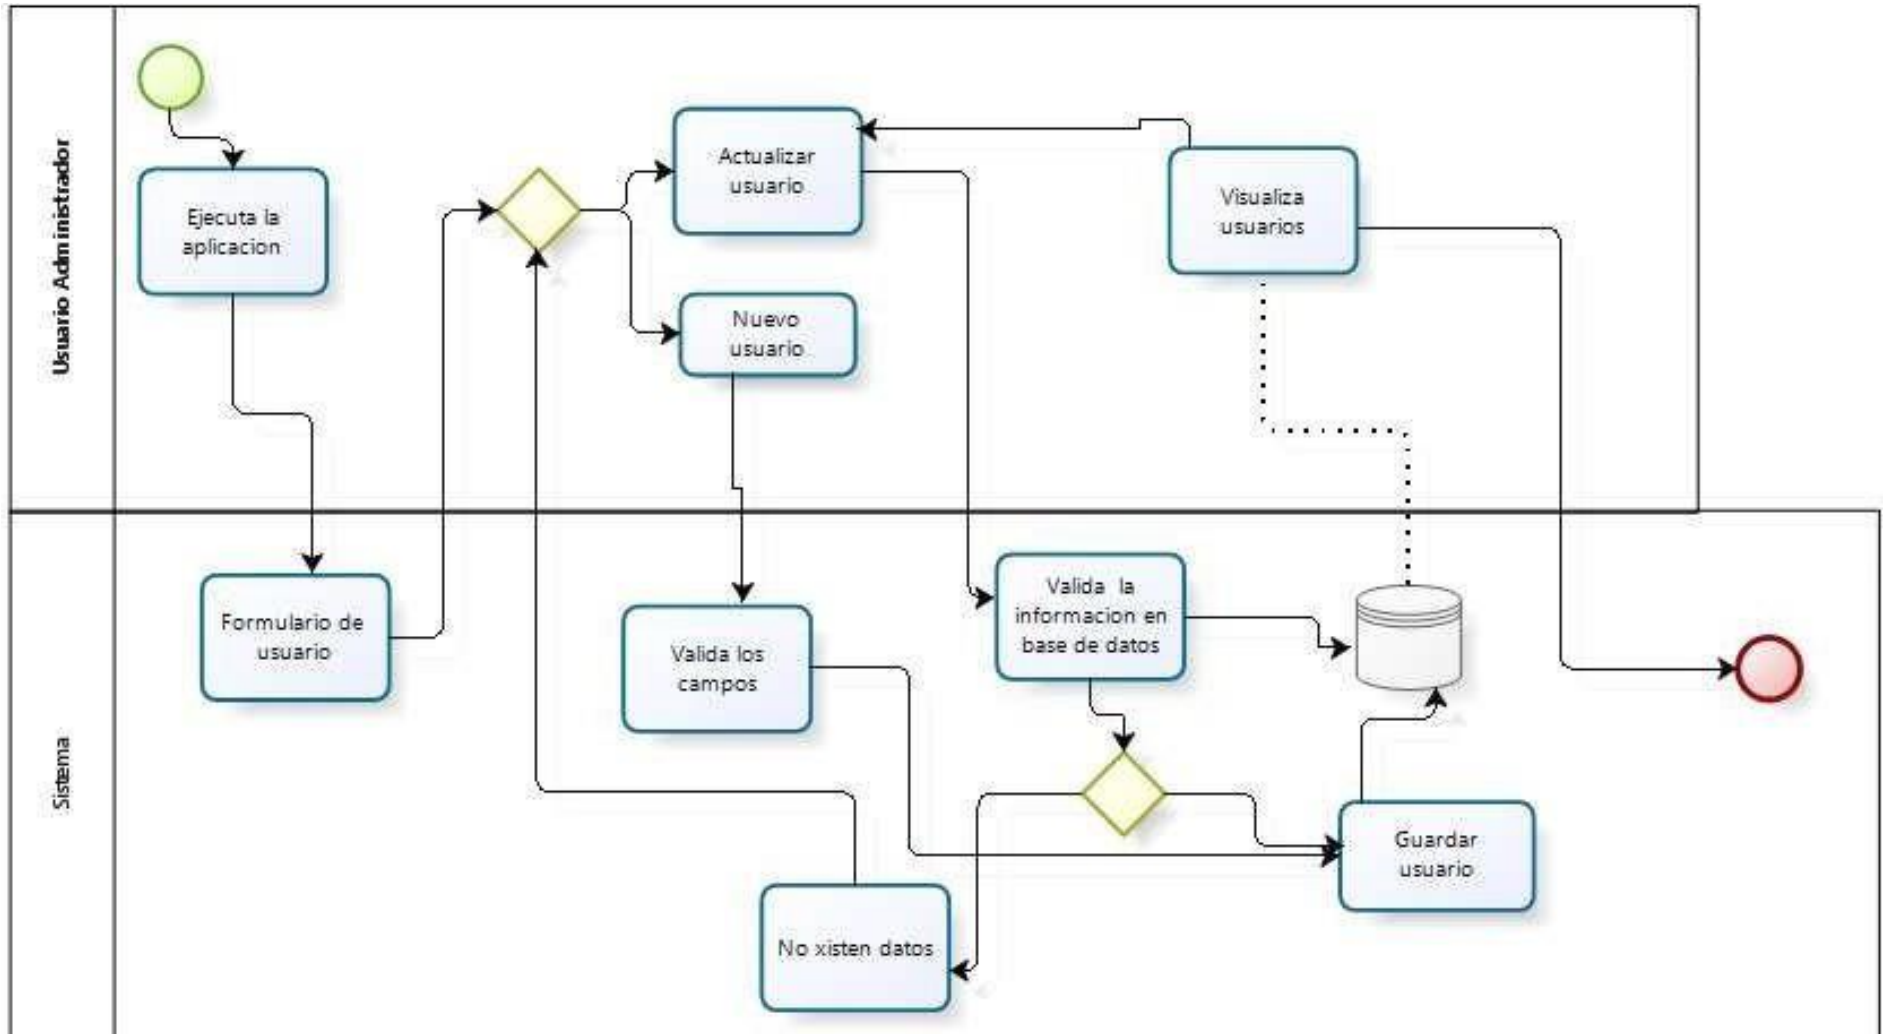 Usuario Administrador
Ejecuta la
aplicacion
Actualizar
usuario
Nuevo
usuario
Visualiza
usuarios
Sistema
Formulario de
usuario
Valida los
campos
Valida la
informacion en
base de datos
Guardar
usuario
No xisten datos